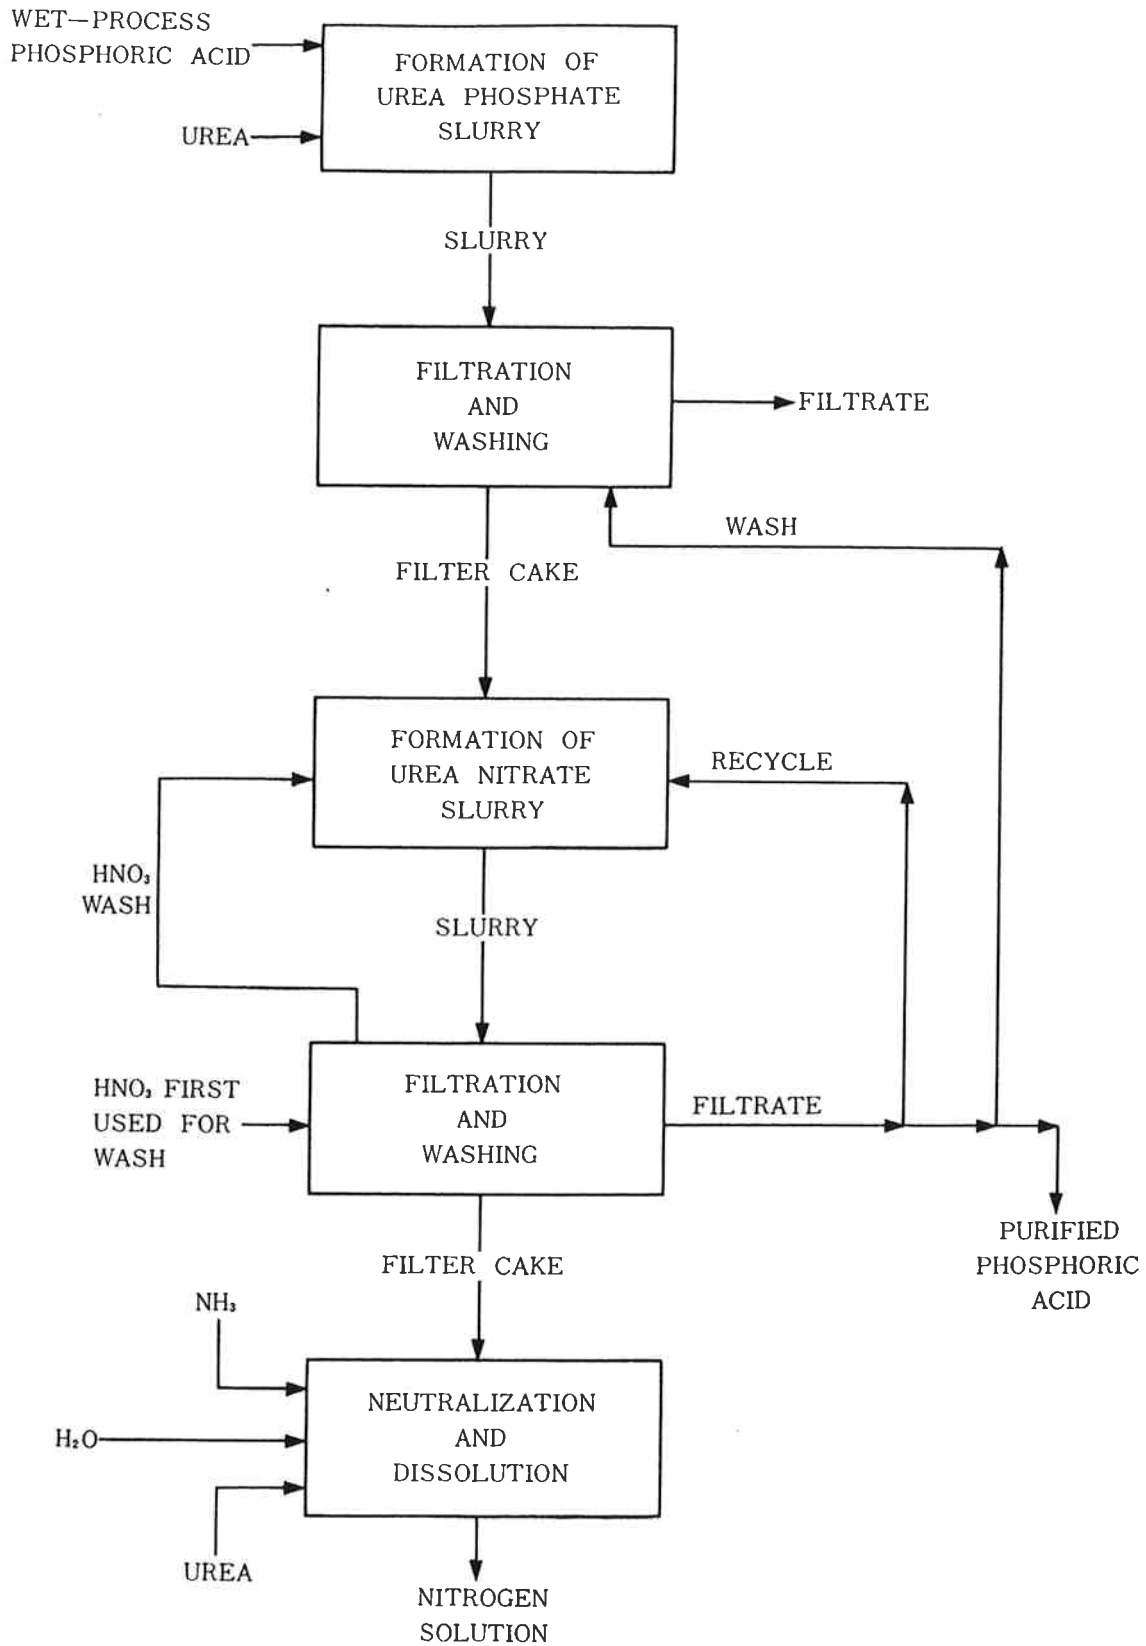 WET—PROCESS
PHOSPHORIC ACID
UREA
FORMATION OF
UREA PHOSPHATE
SLURRY
SLURRY
FILTRATION
AND
WASHING
FILTRATE
WASH
FILTER CAKE
FORMATION OF
UREA NITRATE
SLURRY
RECYCLE
HNO₃
WASH
SLURRY
HNO₃ FIRST
USED FOR
WASH
FILTRATION
AND
WASHING
FILTRATE
PURIFIED
PHOSPHORIC
ACID
FILTER CAKE
NH₃
H₂O
UREA
NEUTRALIZATION
AND
DISSOLUTION
NITROGEN
SOLUTION